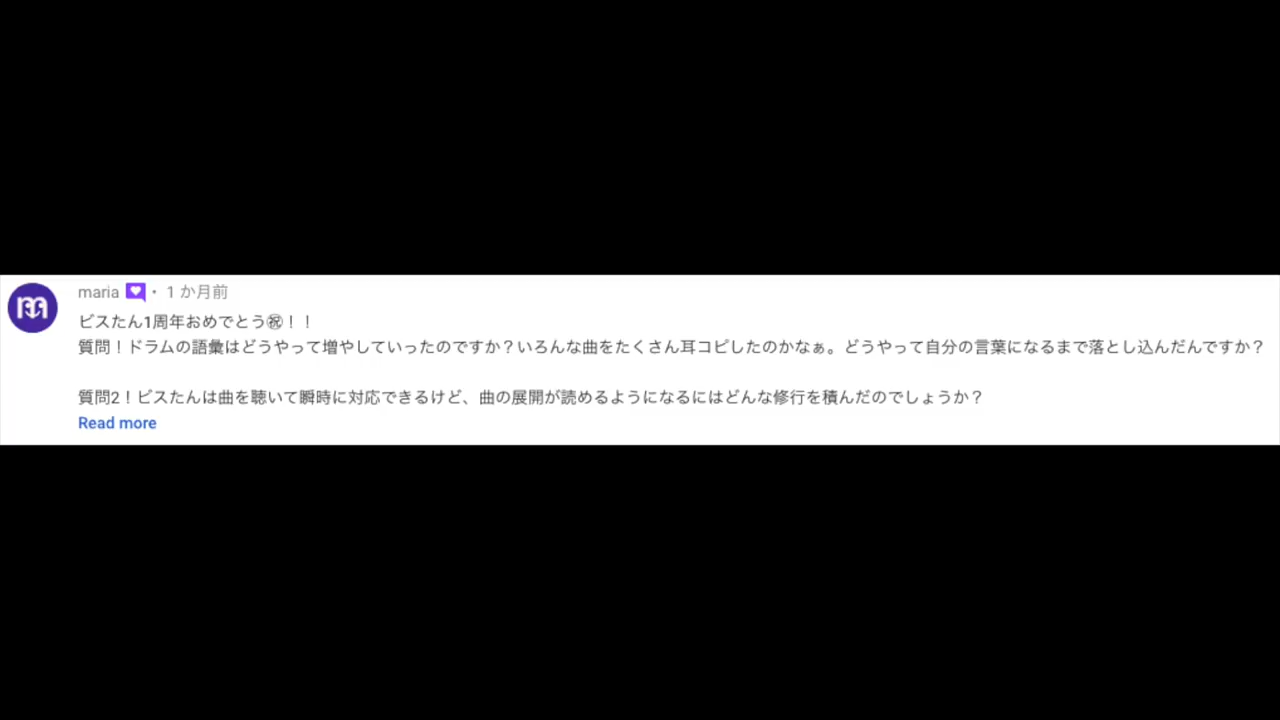 maria ・ 1 か月前
ビスたん1周年おめでとう㊗！！
質問！ドラムの語彙はどうやって増やしていったのですか？いろんな曲をたくさん耳コピしたのかなぁ。どうやって自分の言葉になるまで落とし込んだんですか？
質問2！ビスたんは曲を聴いて瞬時に対応できるけど、曲の展開が読めるようになるにはどんな修行を積んだのでしょうか？
Read more